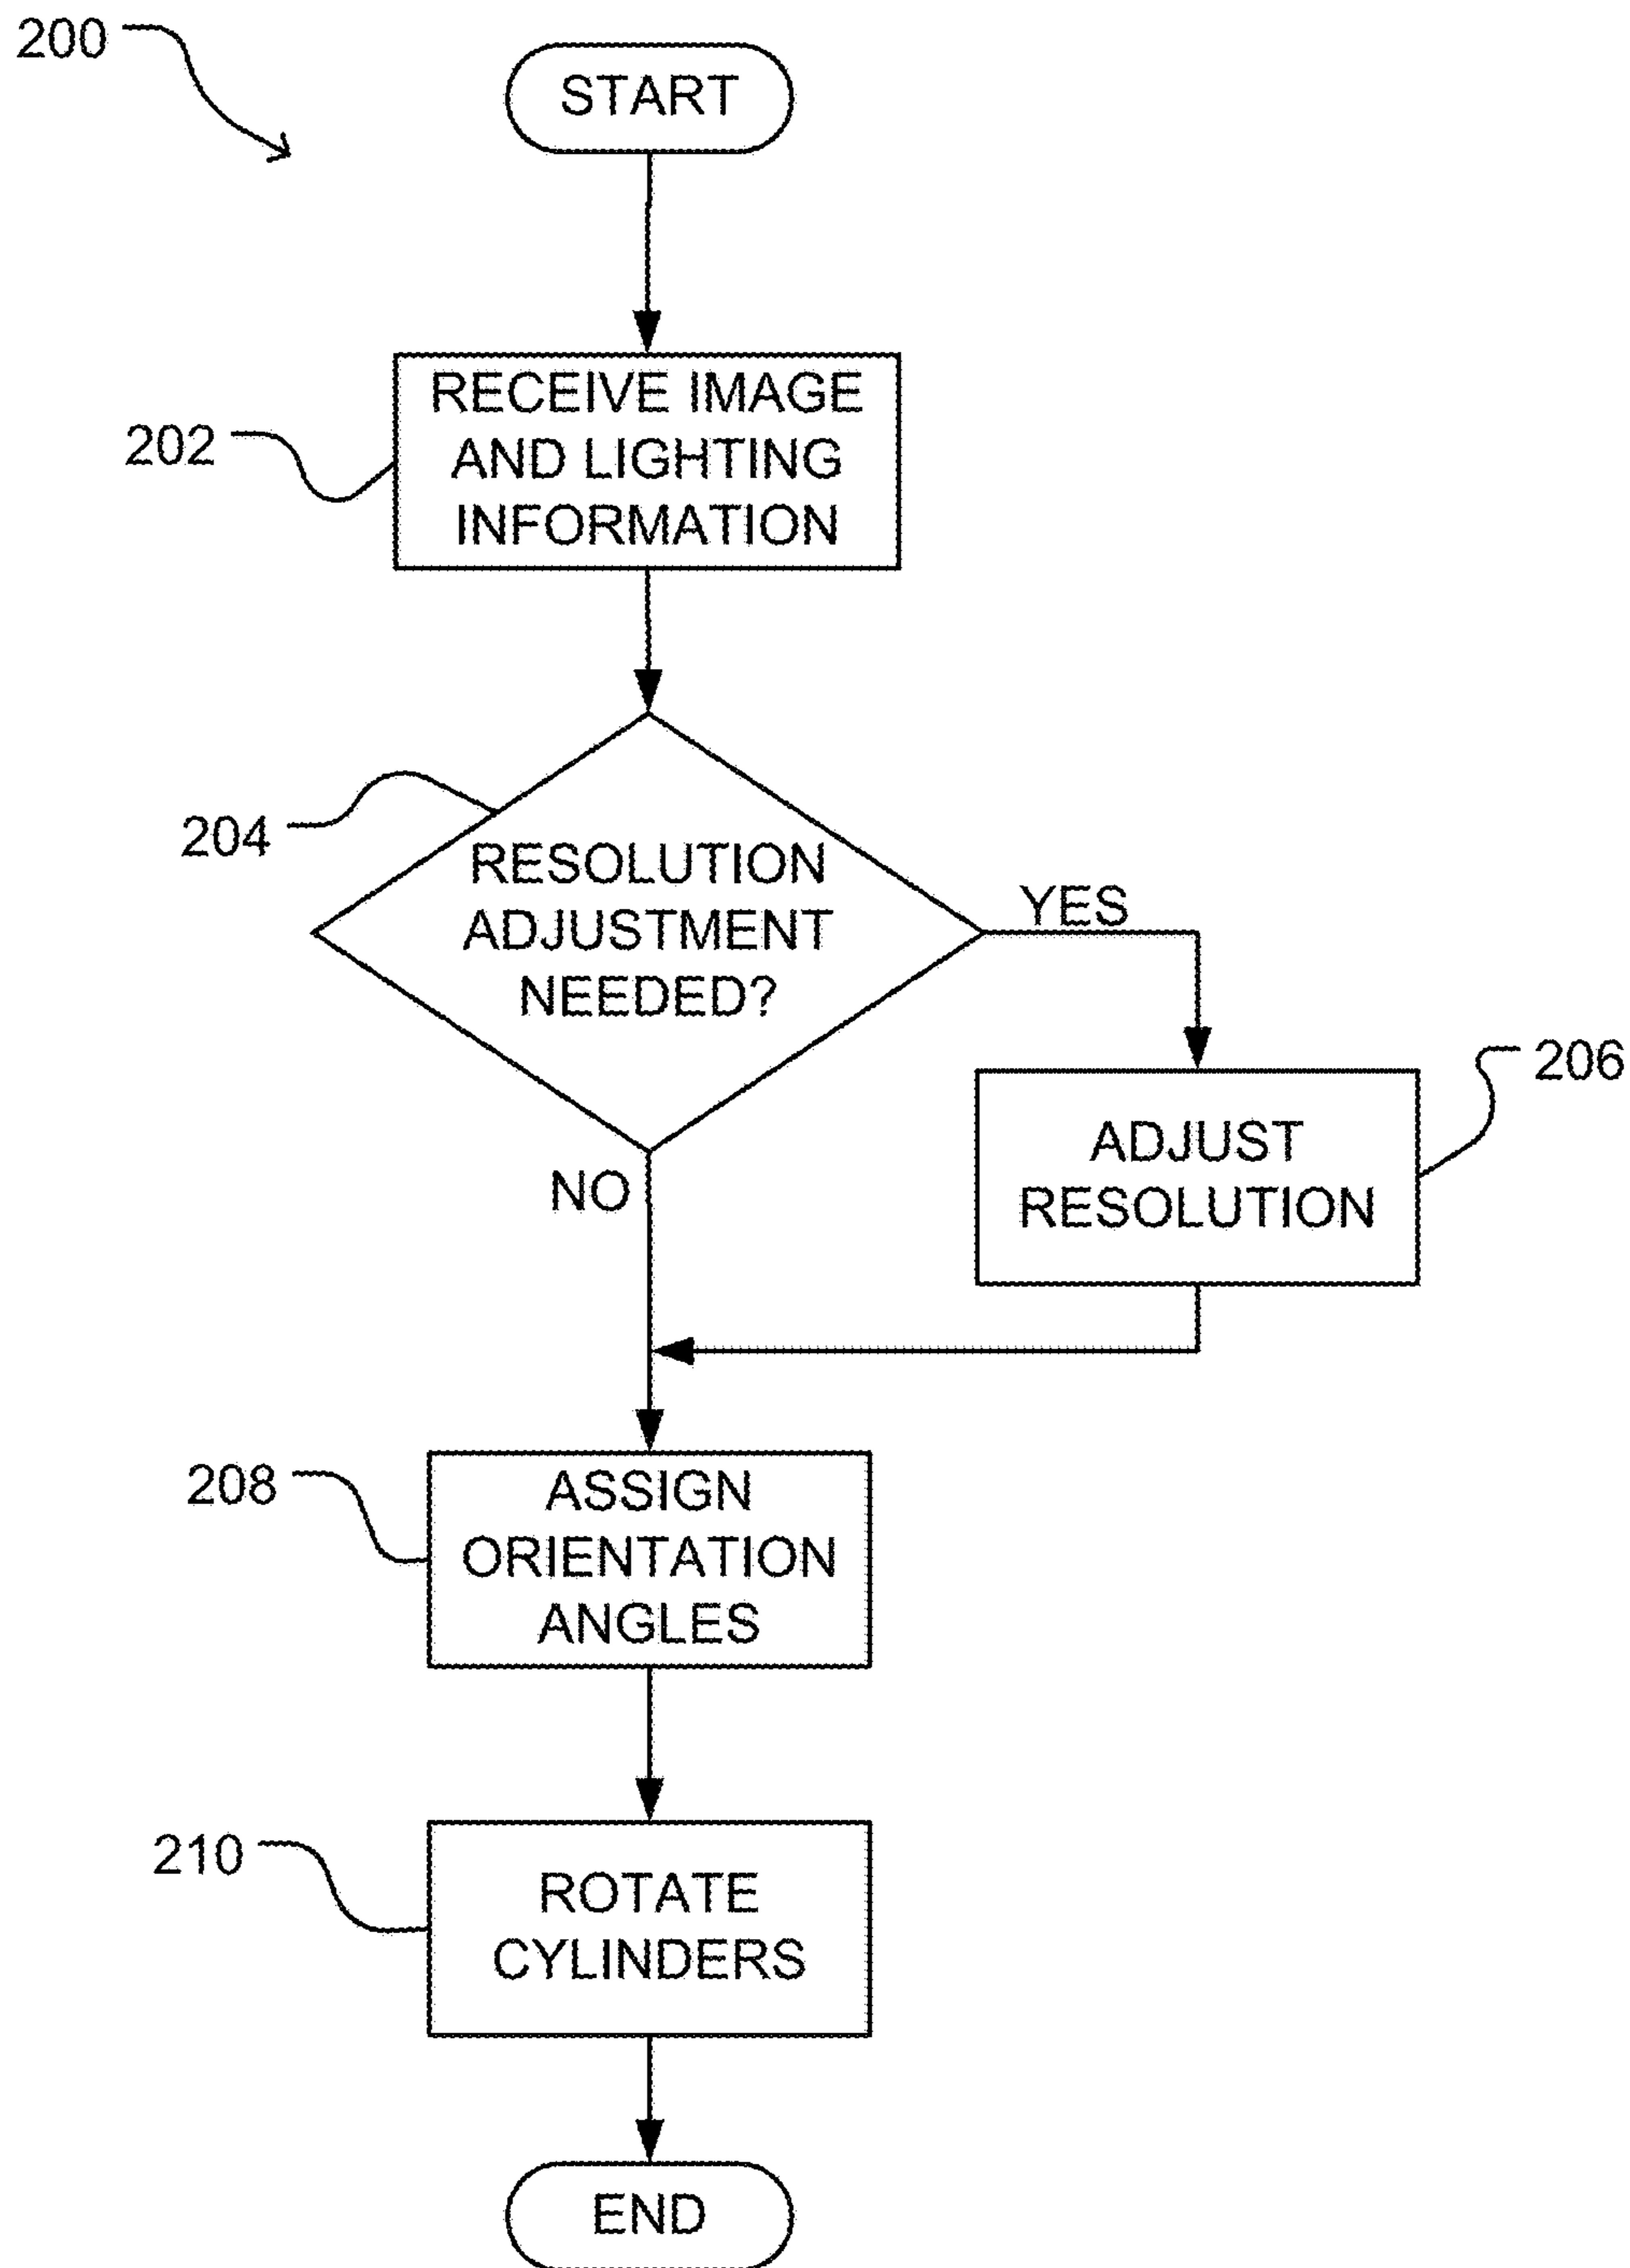 200
START
RECEIVE IMAGE
AND LIGHTING
INFORMATION
202
204
RESOLUTION
ADJUSTMENT
NEEDED?
YES
206
ADJUST
RESOLUTION
NO
208
ASSIGN
ORIENTATION
ANGLES
210
ROTATE
CYLINDERS
END